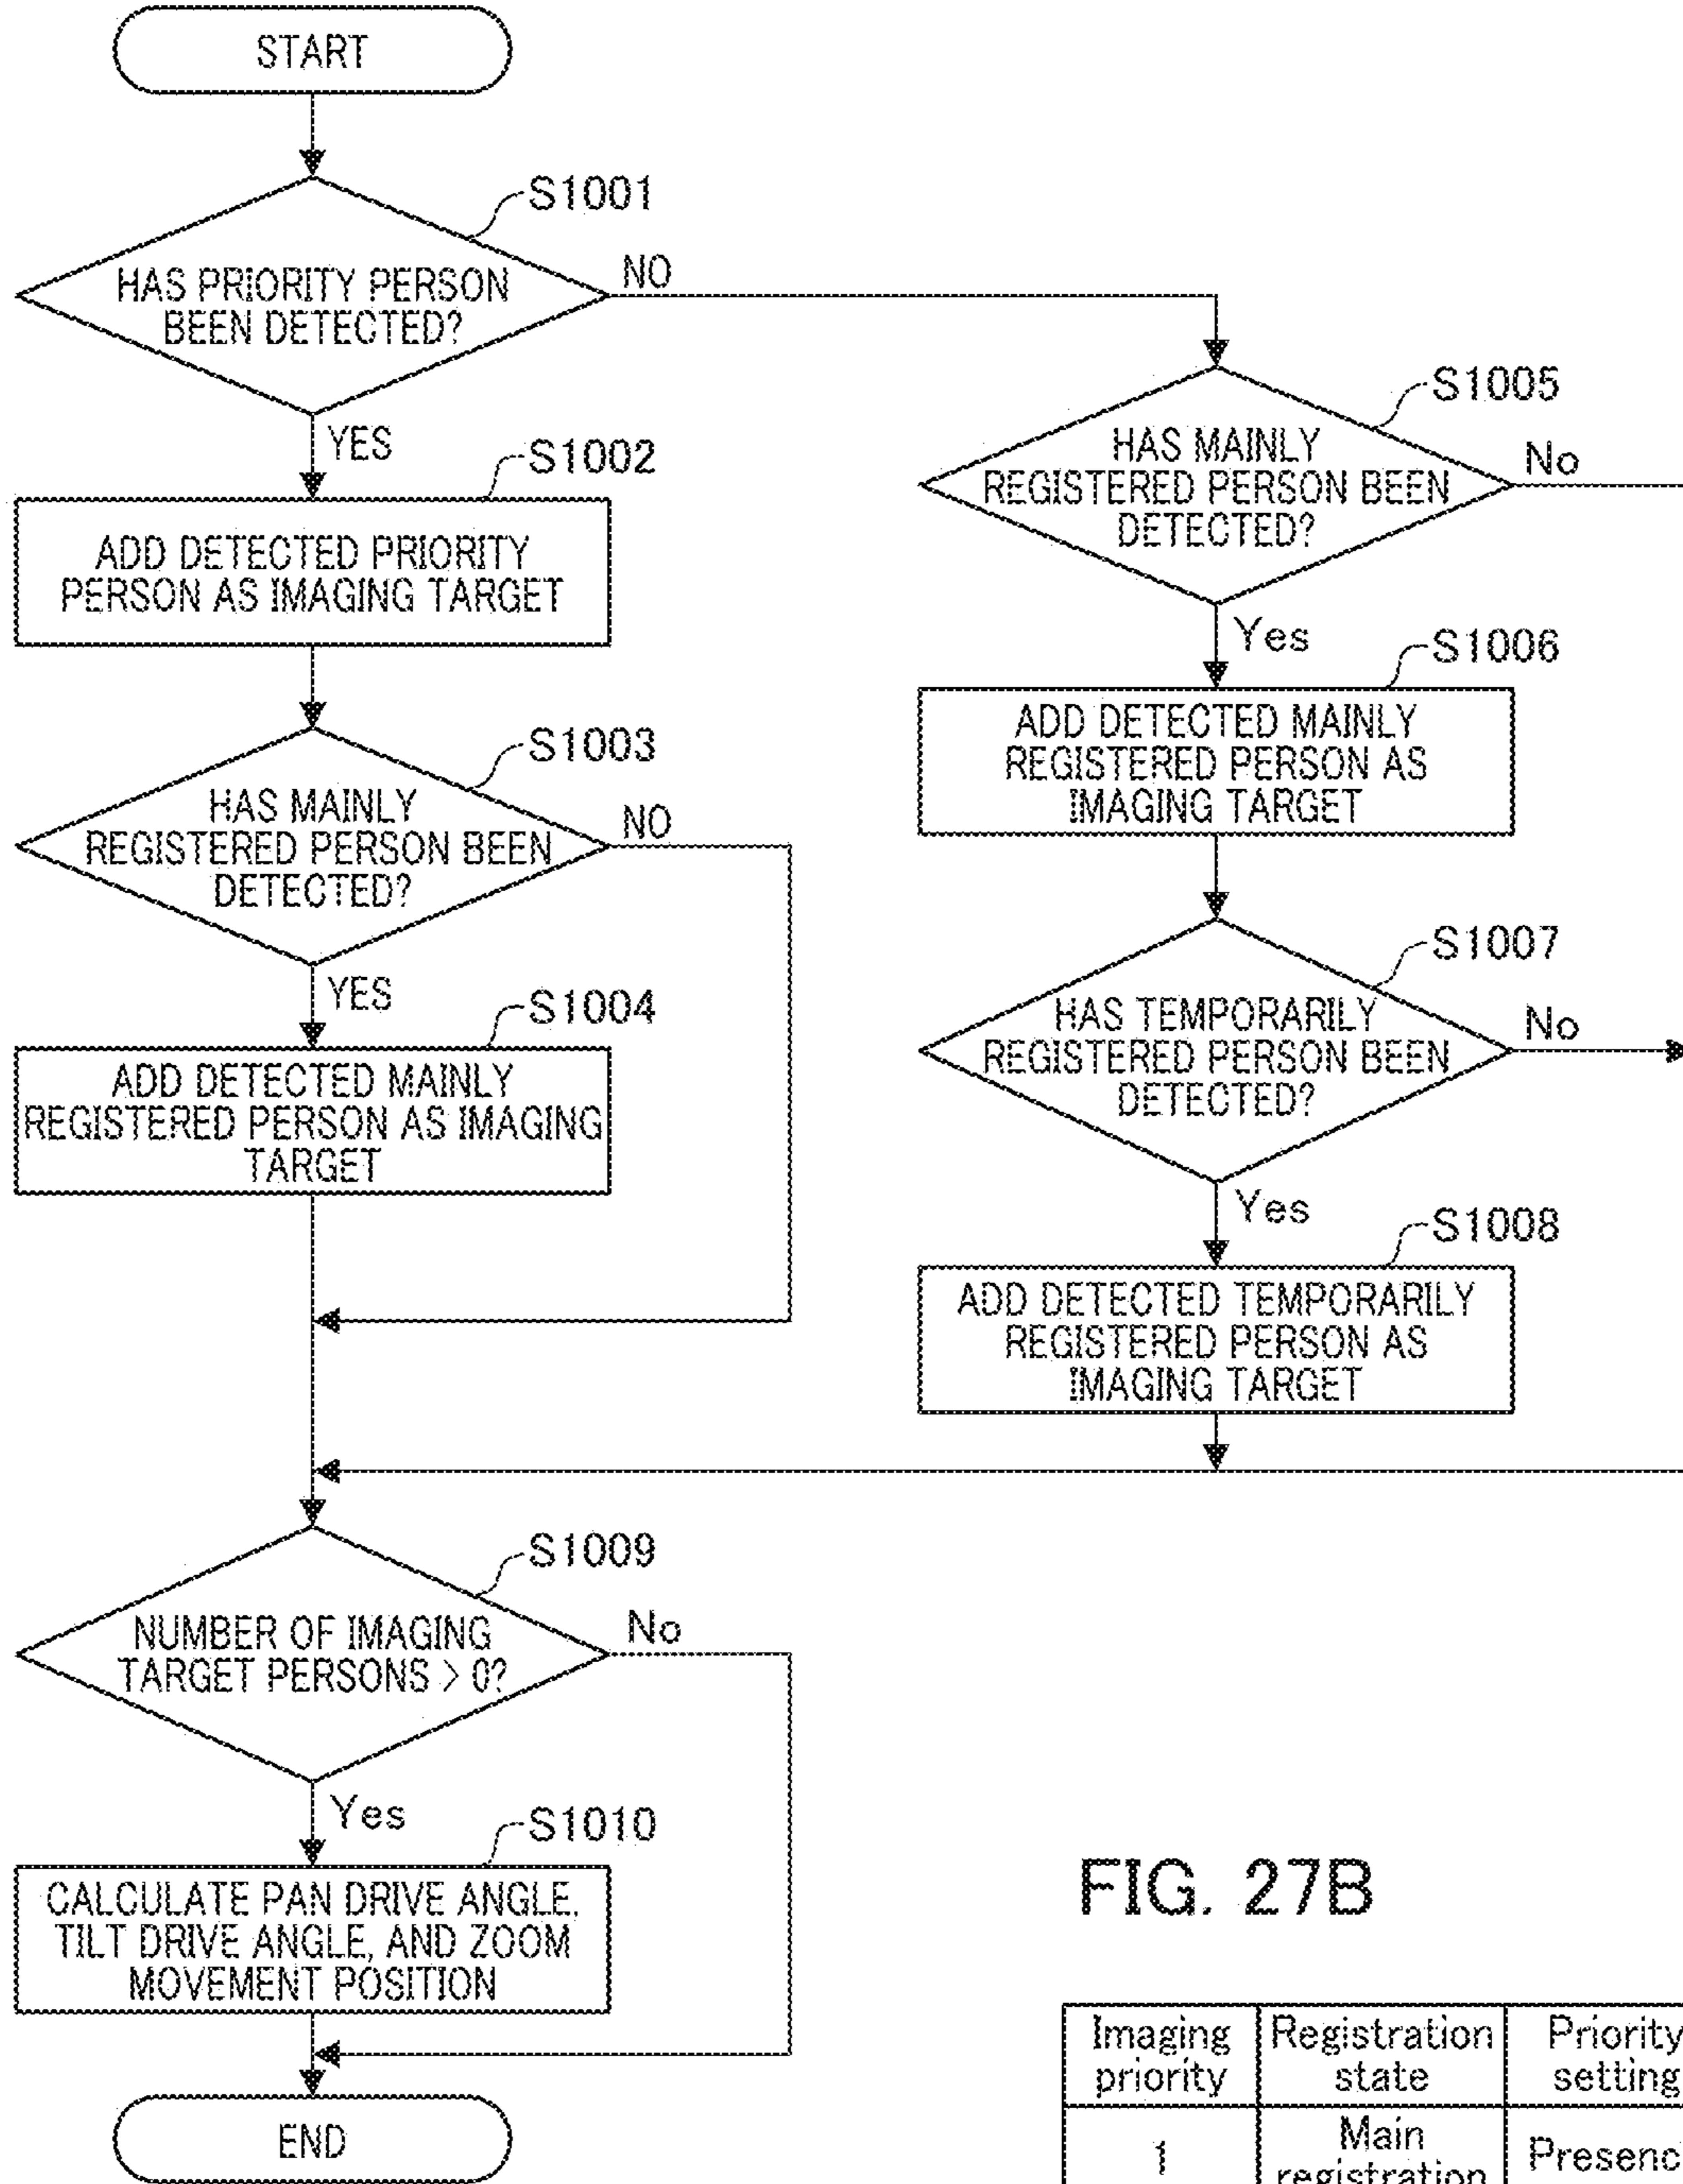 START
S1001
HAS PRIORITY PERSON
BEEN DETECTED?
NO
YES
S1002
ADD DETECTED PRIORITY
PERSON AS IMAGING TARGET
S1003
HAS MAINLY
REGISTERED PERSON BEEN
DETECTED?
NO
YES
S1004
ADD DETECTED MAINLY
REGISTERED PERSON AS IMAGING
TARGET
S1005
HAS MAINLY
REGISTERED PERSON BEEN
DETECTED?
No
Yes
S1006
ADD DETECTED MAINLY
REGISTERED PERSON AS
IMAGING TARGET
S1007
HAS TEMPORARILY
REGISTERED PERSON BEEN
DETECTED?
No
Yes
S1008
ADD DETECTED TEMPORARILY
REGISTERED PERSON AS
IMAGING TARGET
S1009
NUMBER OF IMAGING
TARGET PERSONS > 0?
No
Yes
S1010
CALCULATE PAN DRIVE ANGLE,
TILT DRIVE ANGLE, AND ZOOM
MOVEMENT POSITION
END
FIG. 27B
Imaging priority
Registration state
Priority setting
1
Main registration